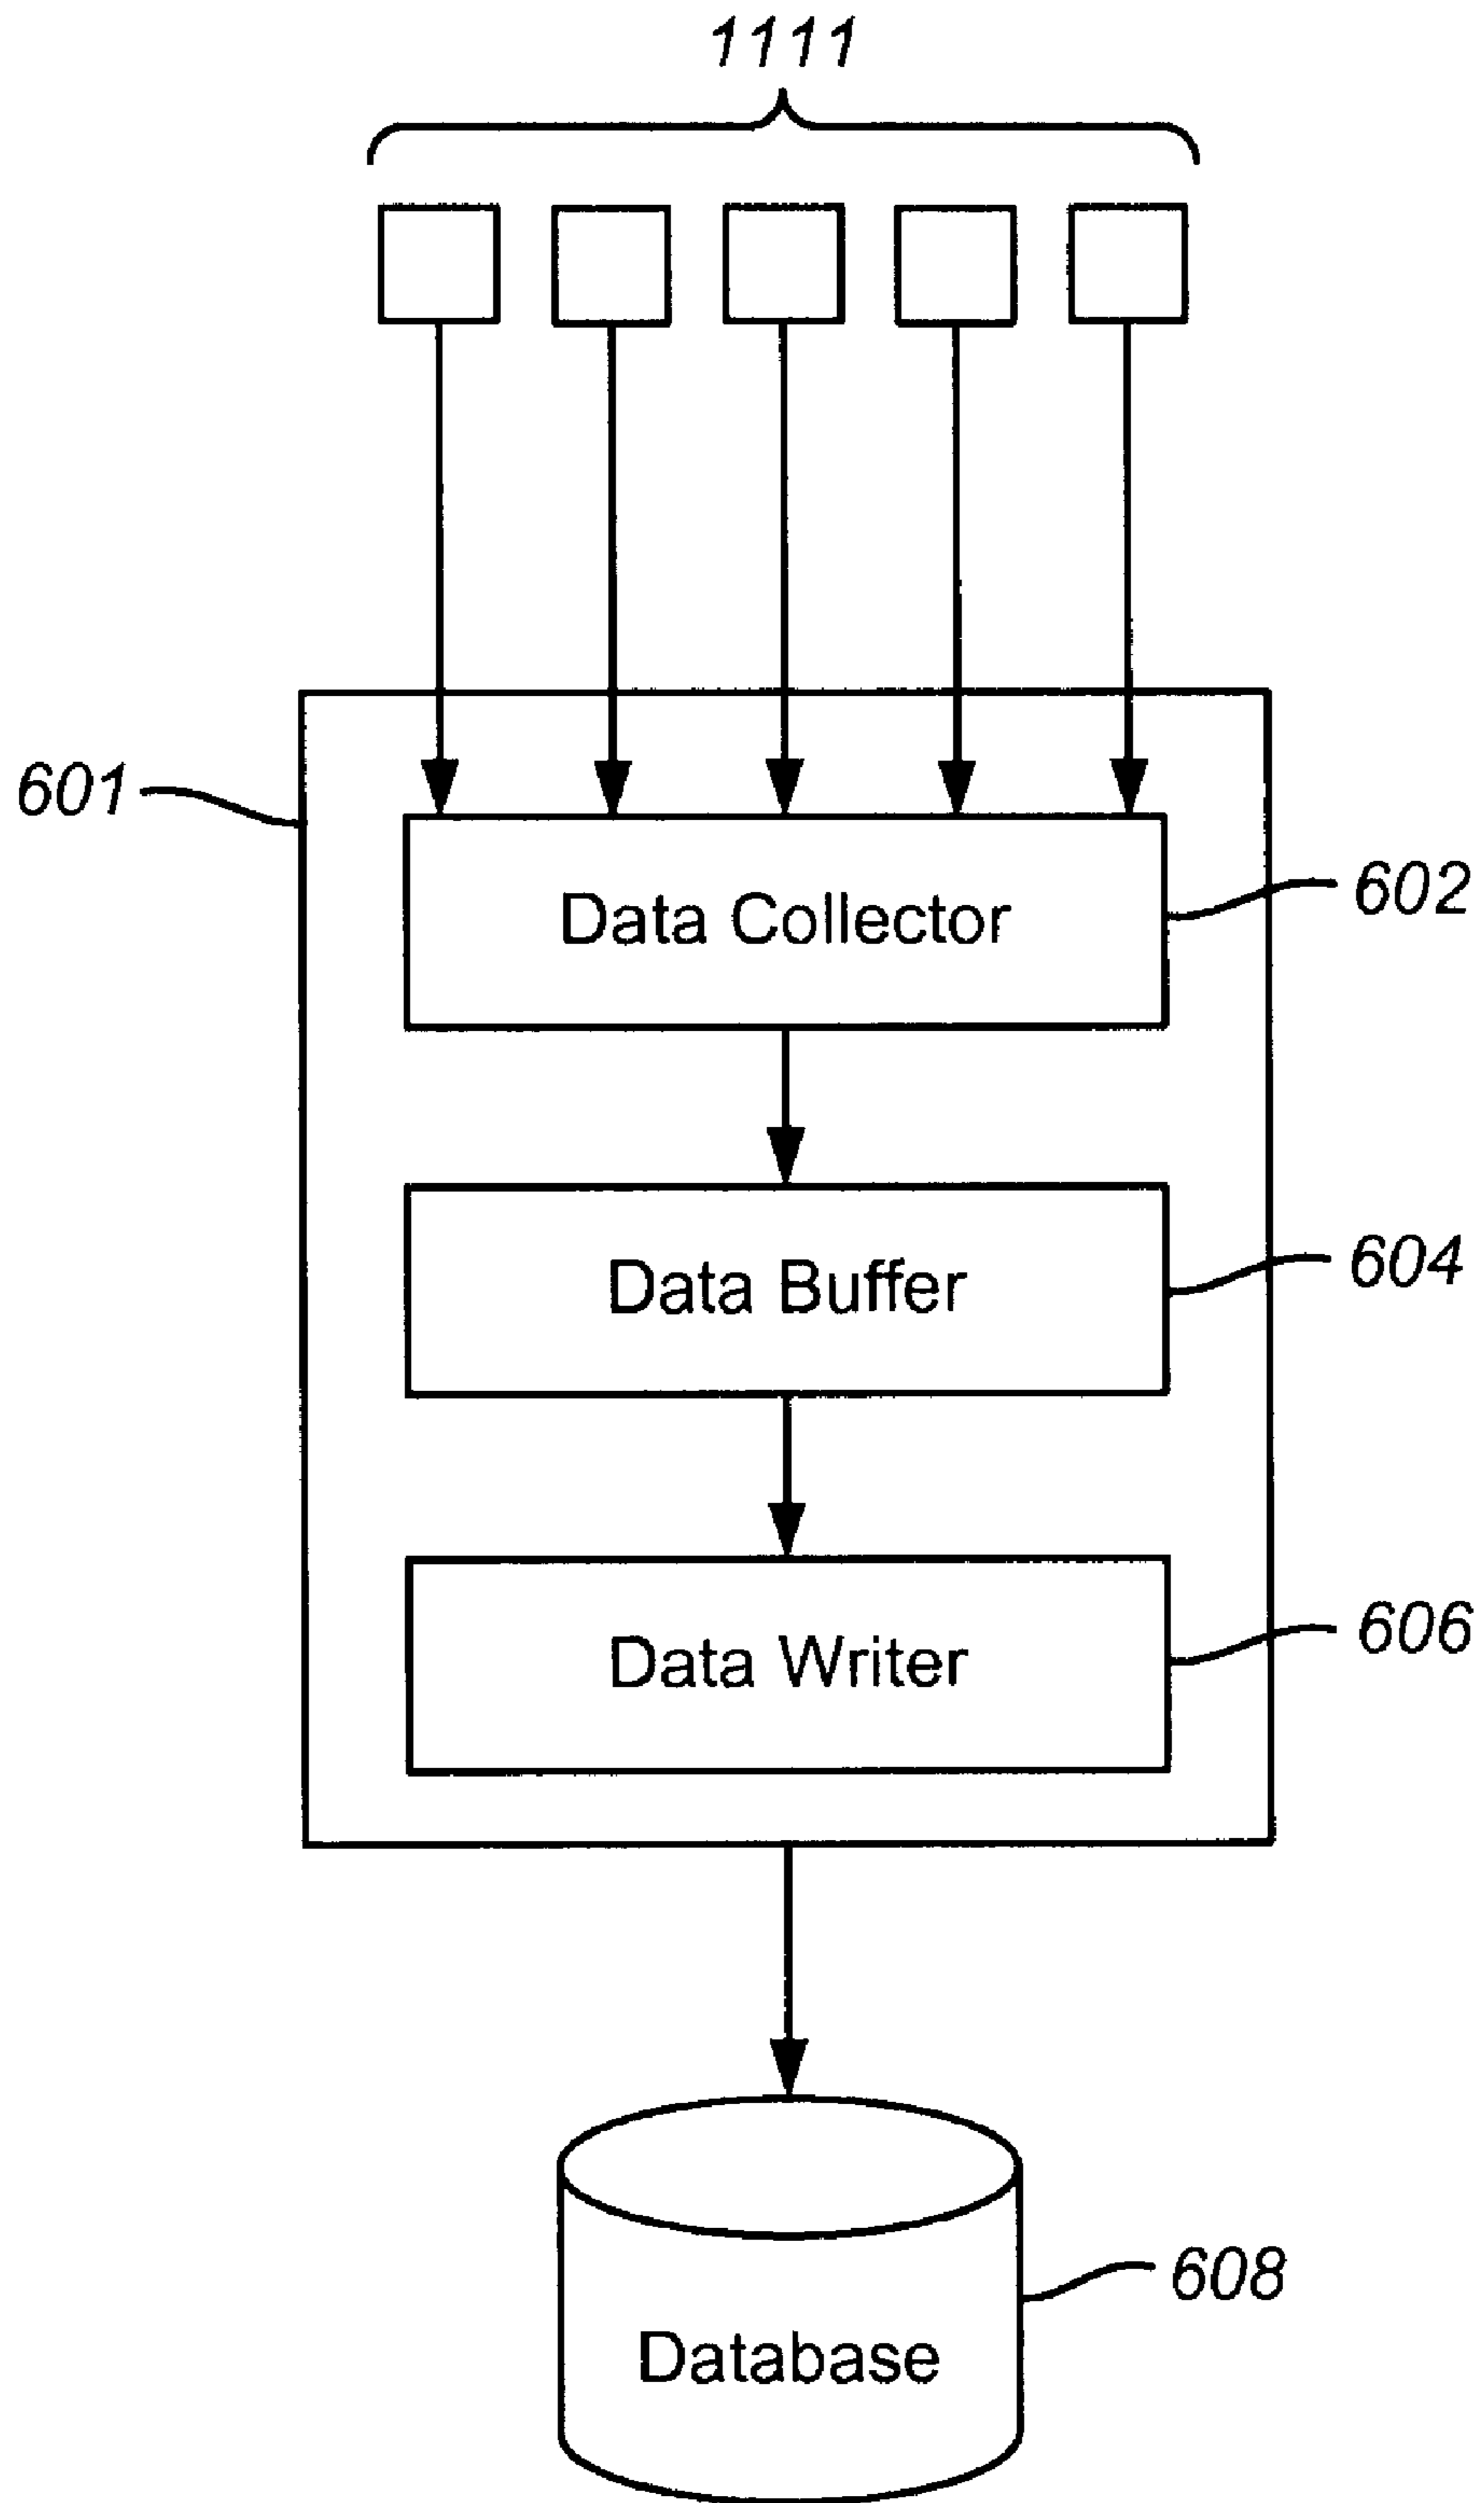 1111
601
Data Collector
602
Data Buffer
604
Data Writer
606
608
Database